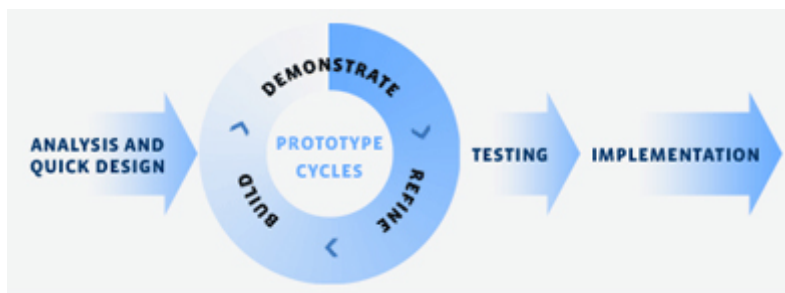 ANALYSIS AND
QUICK DESIGN
DEMONSTRATE
PROTOTYPE
CYCLES
REFINE
BUILD
TESTING
IMPLEMENTATION